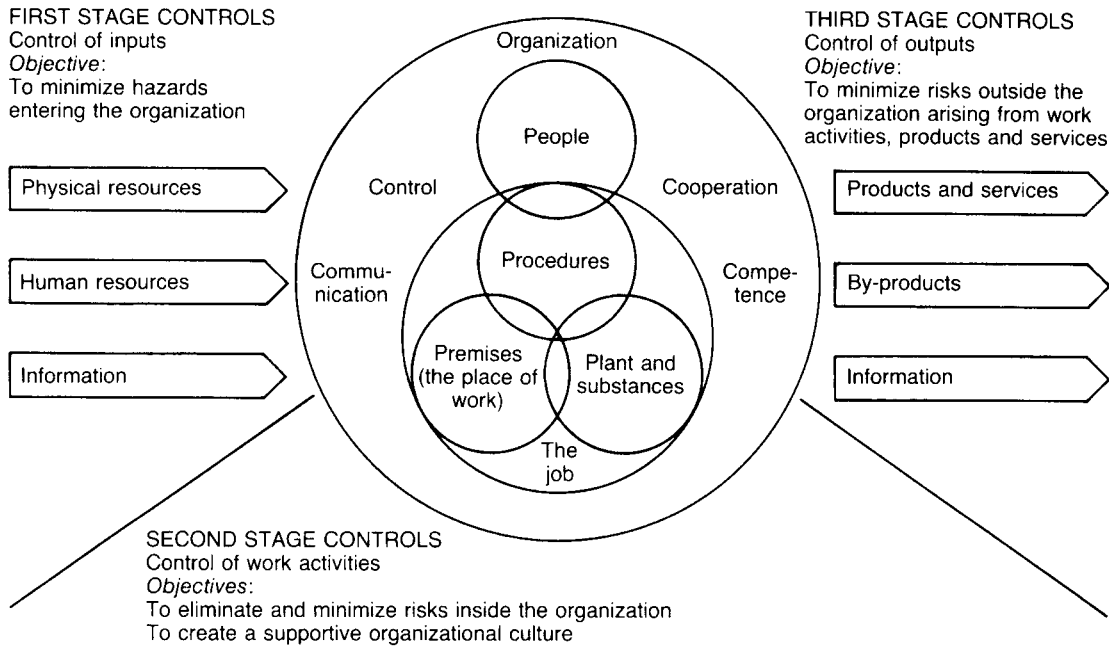 FIRST STAGE CONTROLS
Control of inputs
Objective:
To minimize hazards
entering the organization
Physical resources
Human resources
Information
Organization
People
Control
Cooperation
Procedures
Commu-
nication
Compe-
tence
Premises
(the place of
work)
Plant and
substances
The
job
THIRD STAGE CONTROLS
Control of outputs
Objective:
To minimize risks outside the
organization arising from work
activities, products and services
Products and services
By-products
Information
SECOND STAGE CONTROLS
Control of work activities
Objectives:
To eliminate and minimize risks inside the organization
To create a supportive organizational culture